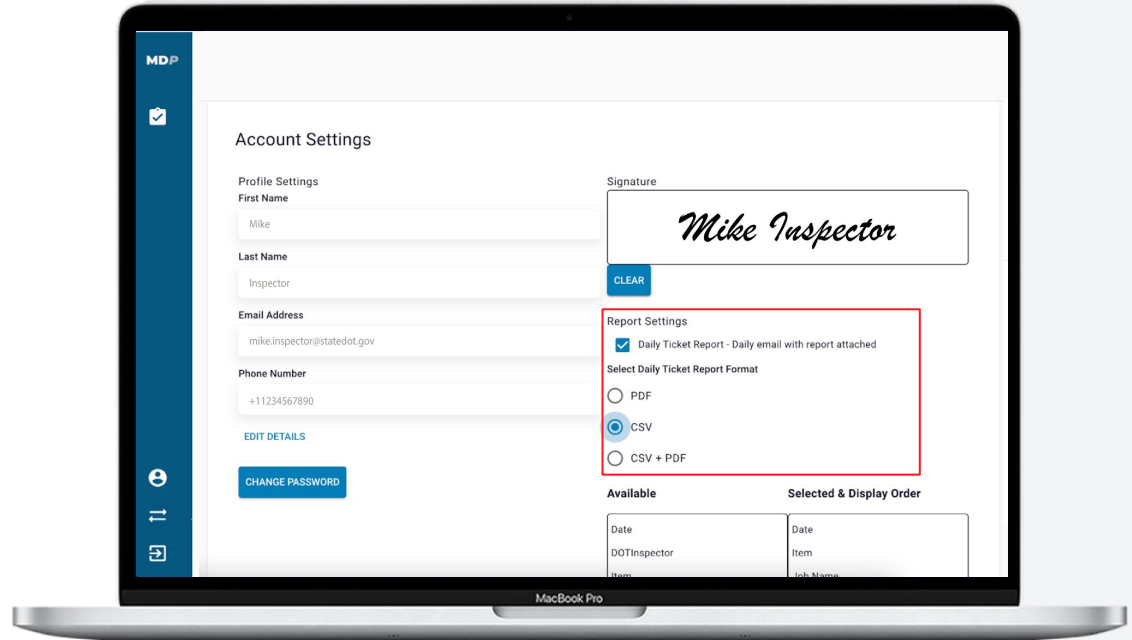 MDP
Account Settings
Profile Settings
First Name
Mike
Last Name
Inspector
Email Address
mike.inspector@statedot.gov
Phone Number
+11234567890
EDIT DETAILS
CHANGE PASSWORD
Signature
Mike Inspector
CLEAR
Report Settings
Daily Ticket Report - Daily email with report attached
Select Daily Ticket Report Format
PDF
CSV
CSV + PDF
Available
Selected & Display Order
Date
DOTInspector
Item
Date
Item
Job Name
MacBook Pro